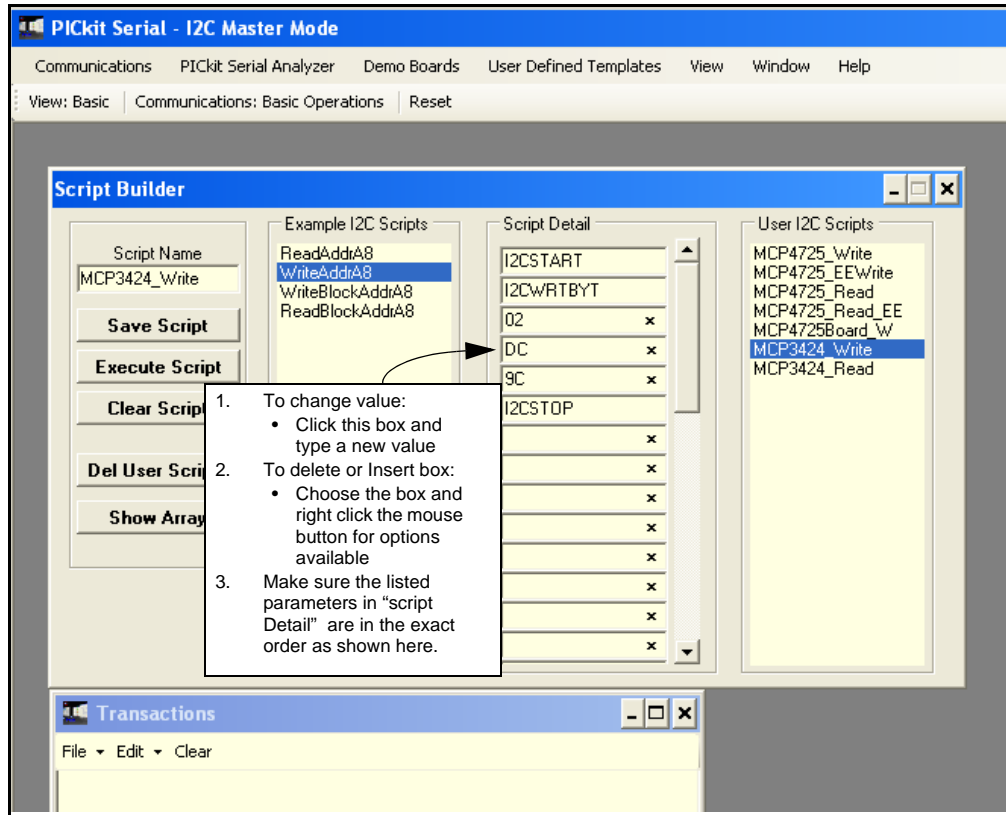 PICkit Serial - I2C Master Mode
Communications PICkit Serial Analyzer Demo Boards User Defined Templates View Window Help
View: Basic Communications: Basic Operations Reset
Script Builder
Script Name
MCP3424_Write
Save Script
Execute Script
Clear Script
Del User Scrip
Show Array
Example I2C Scripts
ReadAddrA8
WriteAddrA8
WriteBlockAddrA8
ReadBlockAddrA8
Script Detail
I2CSTART
I2CWRTBYT
02 x
DC x
9C x
I2CSTOP
x
x
x
x
x
x
x
x
User I2C Scripts
MCP4725_Write
MCP4725_EEWrite
MCP4725_Read
MCP4725_Read_EE
MCP4725Board_W
MCP3424_Write
MCP3424_Read
1. To change value:
• Click this box and
type a new value
2. To delete or Insert box:
• Choose the box and
right click the mouse
button for options
available
3. Make sure the listed
parameters in “script
Detail” are in the exact
order as shown here.
Transactions
File Edit Clear